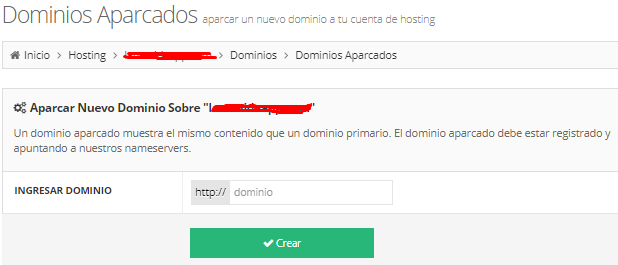 Dominios Aparcados aparcar un nuevo dominio a tu cuenta de hosting
Inicio > Hosting > > Dominios > Dominios Aparcados
Aparcar Nuevo Dominio Sobre " "
Un dominio aparcado muestra el mismo contenido que un dominio primario. El dominio aparcado debe estar registrado y
apuntando a nuestros nameservers.
INGRESAR DOMINIO http:// dominio
Crear